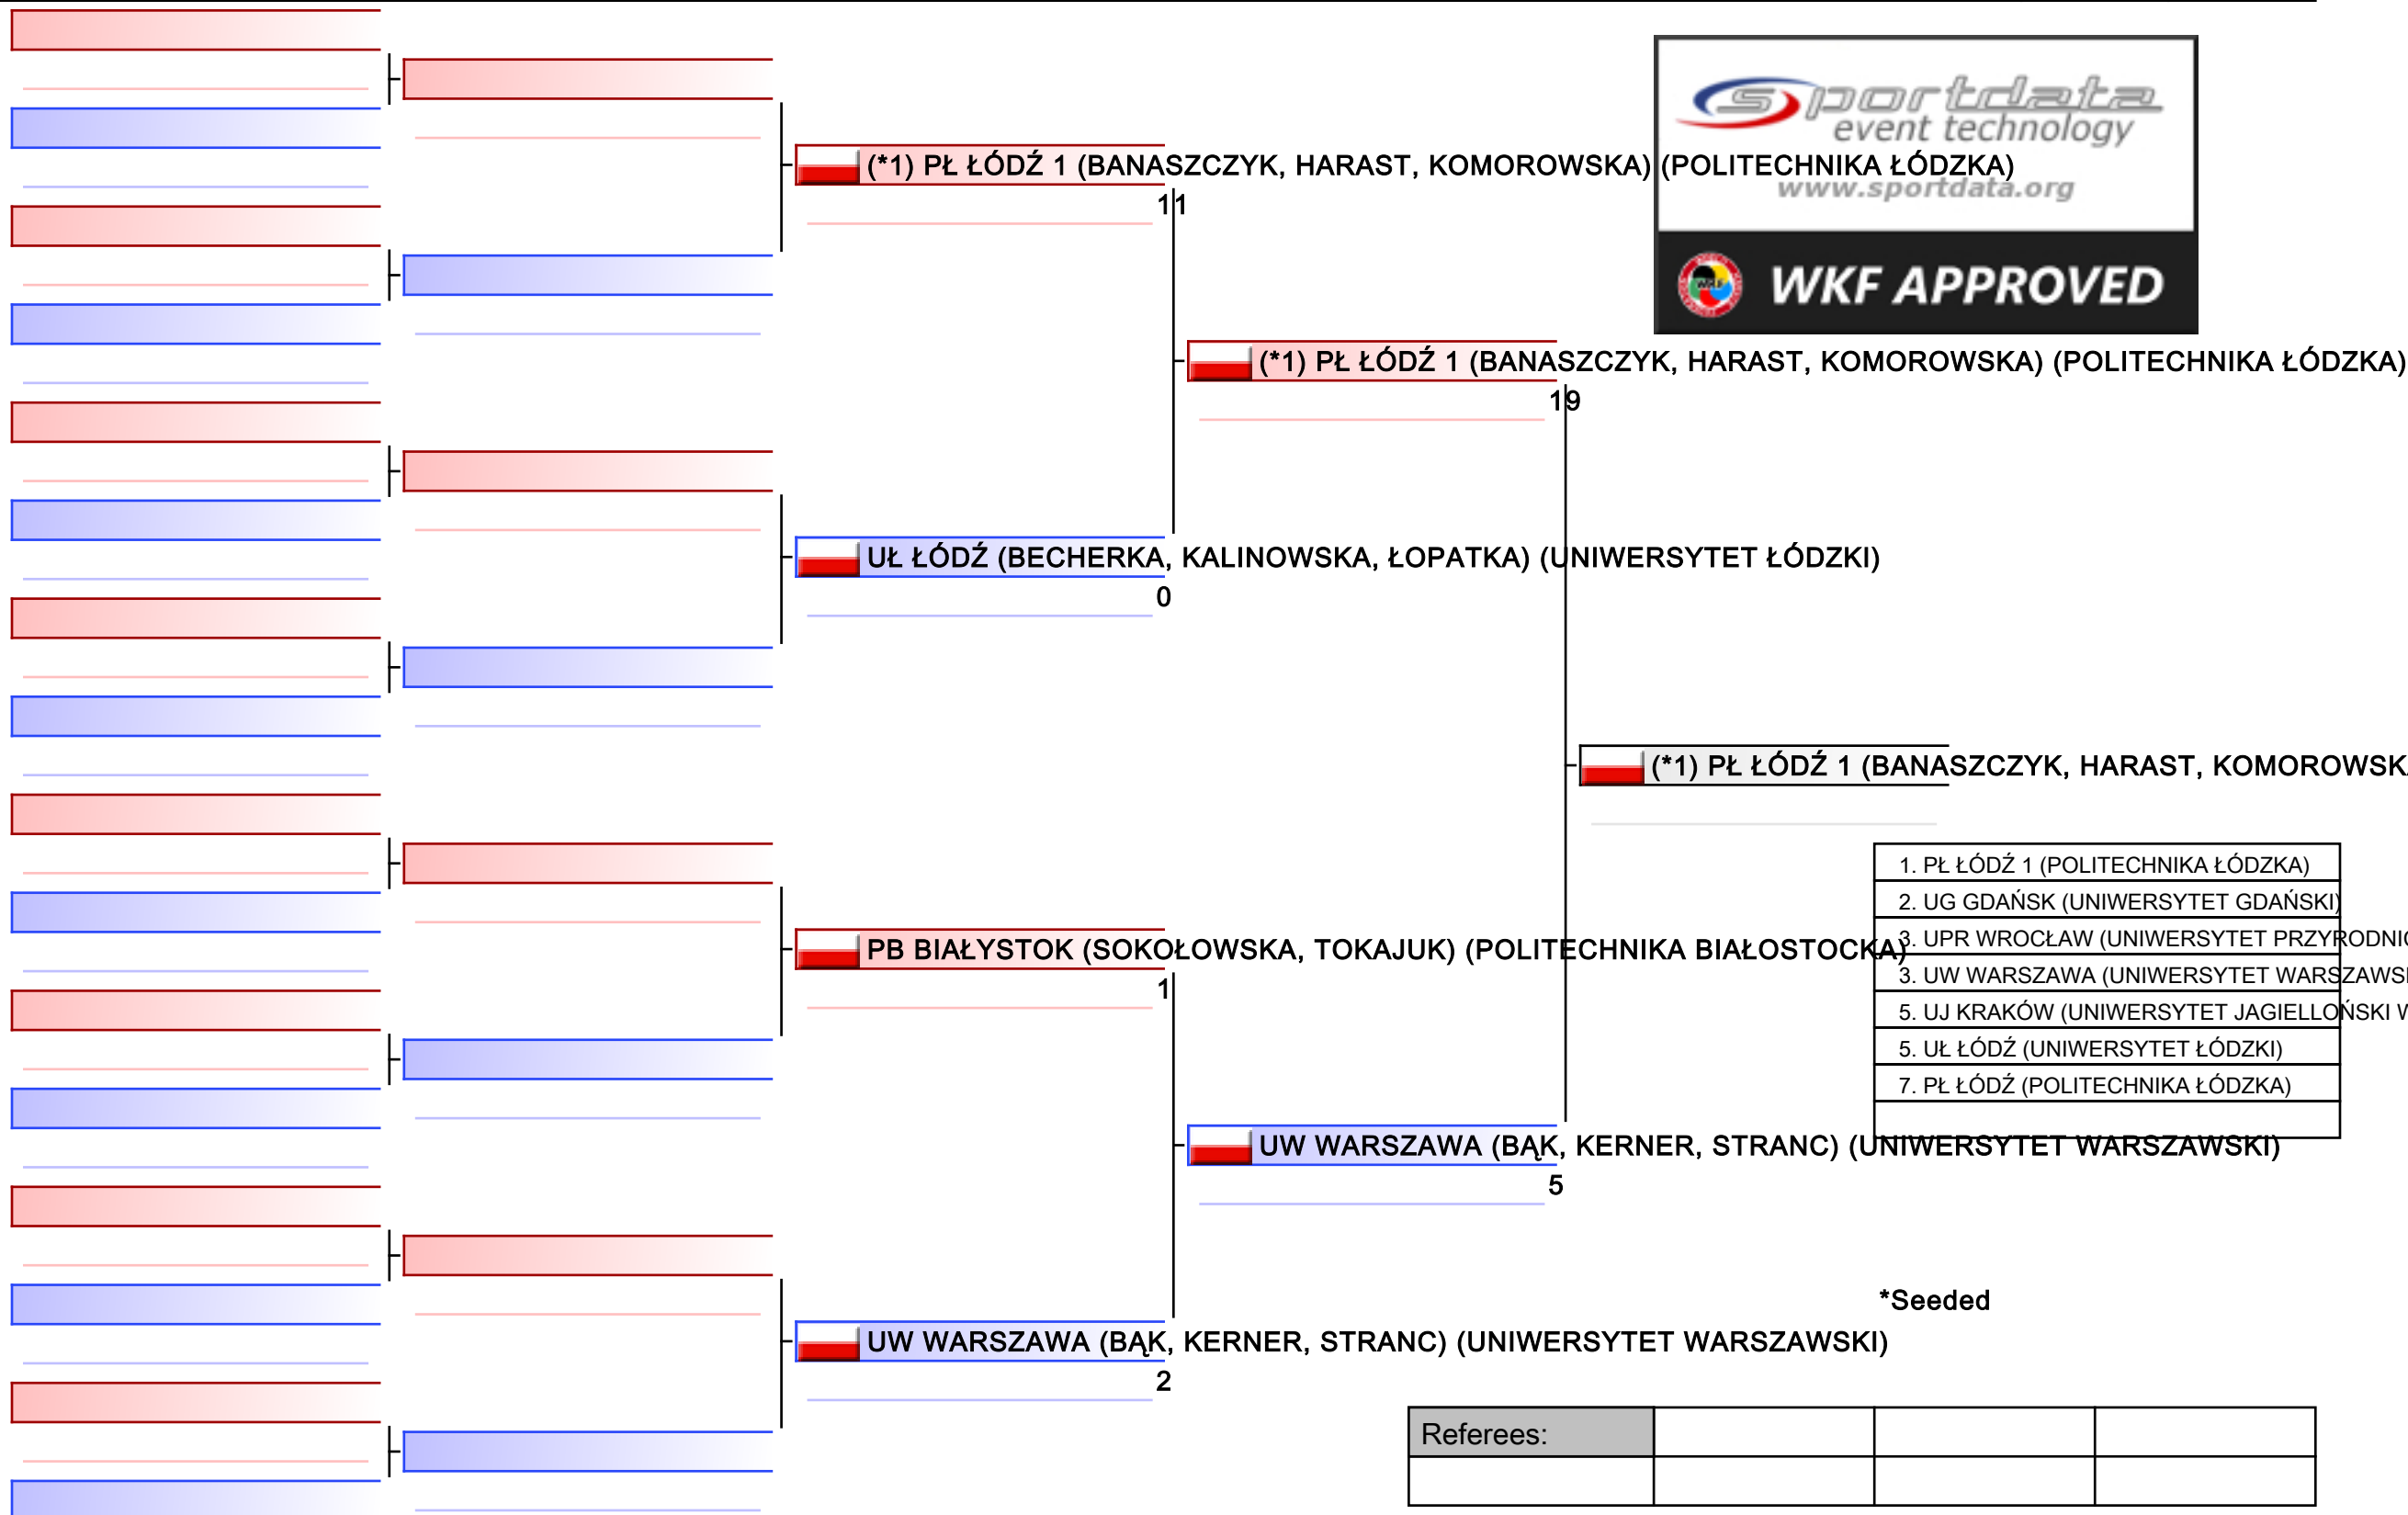 sportdata
event technology
www.sportdata.org
WKF APPROVED
(*1) PŁ ŁÓDŹ 1 (BANASZCZYK, HARAST, KOMOROWSKA) (POLITECHNIKA ŁÓDZKA)
11
(*1) PŁ ŁÓDŹ 1 (BANASZCZYK, HARAST, KOMOROWSKA) (POLITECHNIKA ŁÓDZKA)
19
UŁ ŁÓDŹ (BECHERKA, KALINOWSKA, ŁOPATKA) (UNIWERSYTET ŁÓDZKI)
0
(*1) PŁ ŁÓDŹ 1 (BANASZCZYK, HARAST, KOMOROWSK
1. PŁ ŁÓDŹ 1 (POLITECHNIKA ŁÓDZKA)
2. UG GDAŃSK (UNIWERSYTET GDAŃSKI)
3. UPR WROCŁAW (UNIWERSYTET PRZYRODNI
3. UW WARSZAWA (UNIWERSYTET WARSZAWS
5. UJ KRAKÓW (UNIWERSYTET JAGIELLOŃSKI W
5. UŁ ŁÓDŹ (UNIWERSYTET ŁÓDZKI)
7. PŁ ŁÓDŹ (POLITECHNIKA ŁÓDZKA)
PB BIAŁYSTOK (SOKOŁOWSKA, TOKAJUK) (POLITECHNIKA BIAŁOSTOCKA)
1
UW WARSZAWA (BĄK, KERNER, STRANC) (UNIWERSYTET WARSZAWSKI)
5
*Seeded
UW WARSZAWA (BĄK, KERNER, STRANC) (UNIWERSYTET WARSZAWSKI)
2
Referees: